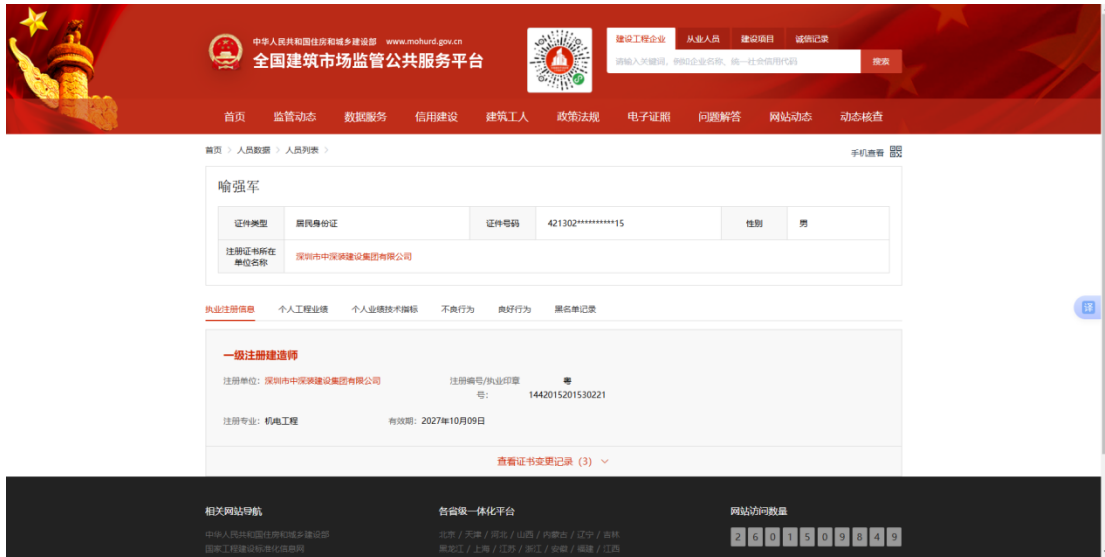 中华人民共和国住房和城乡建设部 www.mohurd.gov.cn
全国建筑市场监管公共服务平台
建设工程企业 从业人员 建设项目 诚信记录
请输入关键词，例如企业名称、统一社会信用代码 搜索
首页 监管动态 数据服务 信用建设 建筑工人 政策法规 电子证照 问题解答 网站动态 动态核查
首页 > 人员数据 > 人员列表 >
手机查看
喻强军
证件类型 居民身份证 证件号码 421302**********15 性别 男
注册证书所在
单位名称
深圳市中深装建设集团有限公司
执业注册信息 个人工程业绩 个人业绩技术指标 不良行为 良好行为 黑名单记录
译
一级注册建造师
注册单位：深圳市中深装建设集团有限公司 注册编号/执业印章 粤
号： 1442015201530221
注册专业：机电工程 有效期：2027年10月09日
查看证书变更记录（3）
相关网站导航 各省级一体化平台 网站访问数量
中华人民共和国住房和城乡建设部 北京 / 天津 / 河北 / 山西 / 内蒙古 / 辽宁 / 吉林
2 6 0 1 5 0 9 8 4 9
国家工程建设标准化信息网 黑龙江 / 上海 / 江苏 / 浙江 / 安徽 / 福建 / 江西